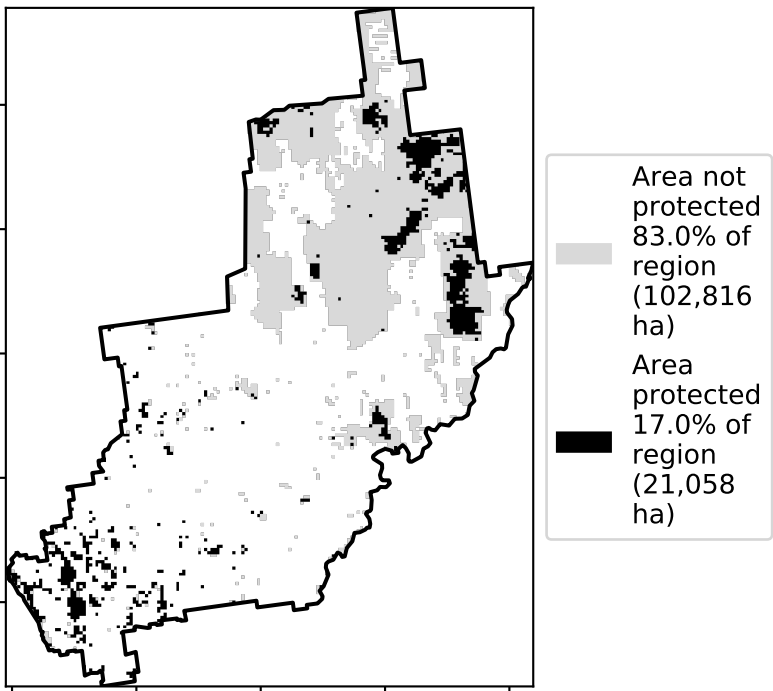 Area not
protected
83.0% of
region
(102,816
ha)
Area
protected
17.0% of
region
(21,058
ha)